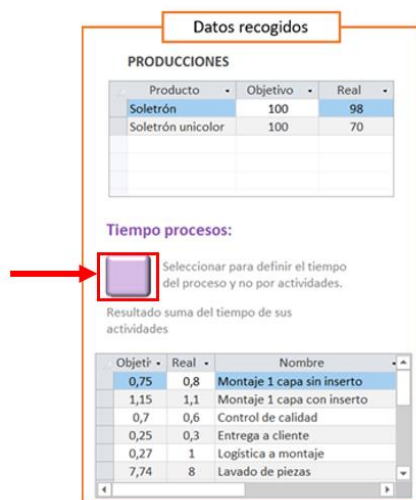 Datos recogidos
PRODUCCIONES
Producto Objetivo Real
Soletrón 100 98
Soletrón unicolor 100 70
Tiempo procesos:
Seleccionar para definir el tiempo
del proceso y no por actividades.
Resultado suma del tiempo de sus
actividades
Objeti Real Nombre
0,75 0,8 Montaje 1 capa sin inserto
1,15 1,1 Montaje 1 capa con inserto
0,7 0,6 Control de calidad
0,25 0,3 Entrega a cliente
0,27 1 Logística a montaje
7,74 8 Lavado de piezas